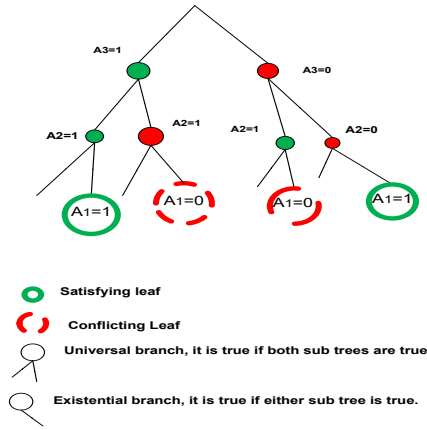 A3=1
A3=0
A2=1
A2=1
A2=1
A2=0
A1=1
A1=0
A1=0
A1=1
Satisfying leaf
Conflicting Leaf
Universal branch, it is true if both sub trees are true
Existential branch, it is true if either sub tree is true.